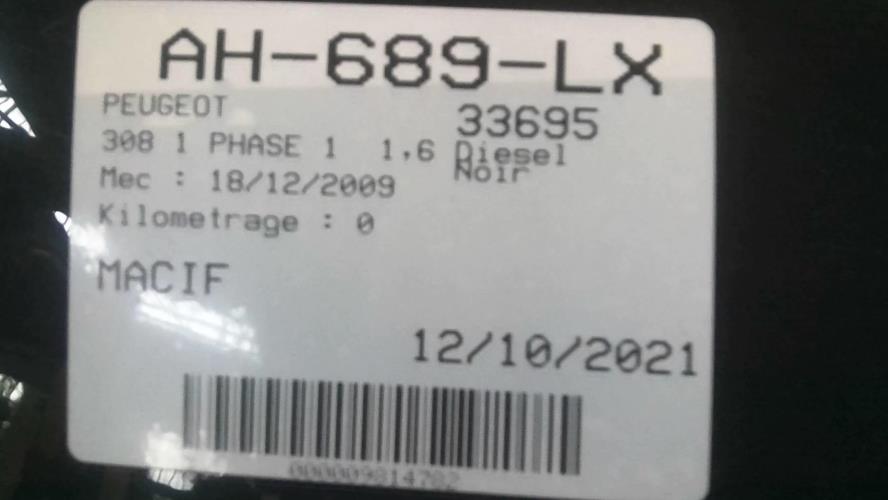 AH-689-LX
PEUGEOT 33695
308 1 PHASE 1 1,6 Diesel
Noir
Mec : 18/12/2009
Kilometrage : 0
MACIF
12/10/2021